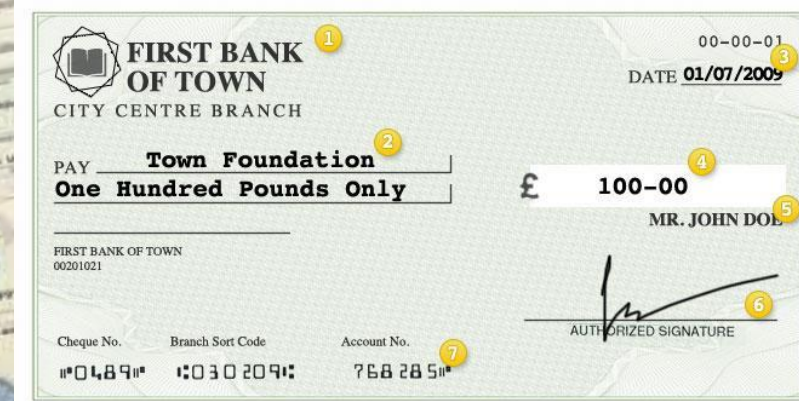 FIRST BANK 1
OF TOWN
CITY CENTRE BRANCH
00-00-01
3
DATE 01/07/2009
2
PAY Town Foundation
One Hundred Pounds Only
4
£ 100-00
5
MR. JOHN DOE
FIRST BANK OF TOWN
00201021
6
AUTHORIZED SIGNATURE
Cheque No. Branch Sort Code Account No.
7
⑈0489⑈ ⑆030209⑆ 768285⑈